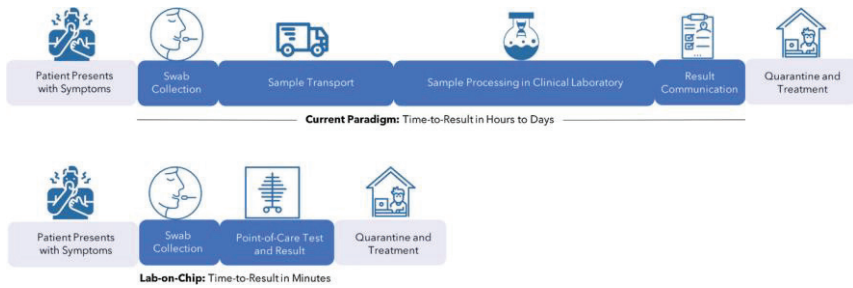 Patient Presents
with Symptoms
Swab
Collection
Sample Transport
Sample Processing in Clinical Laboratory
Result
Communication
Quarantine and
Treatment
Current Paradigm: Time-to-Result in Hours to Days
Patient Presents
with Symptoms
Swab
Collection
Point-of-Care Test
and Result
Quarantine and
Treatment
Lab-on-Chip: Time-to-Result in Minutes